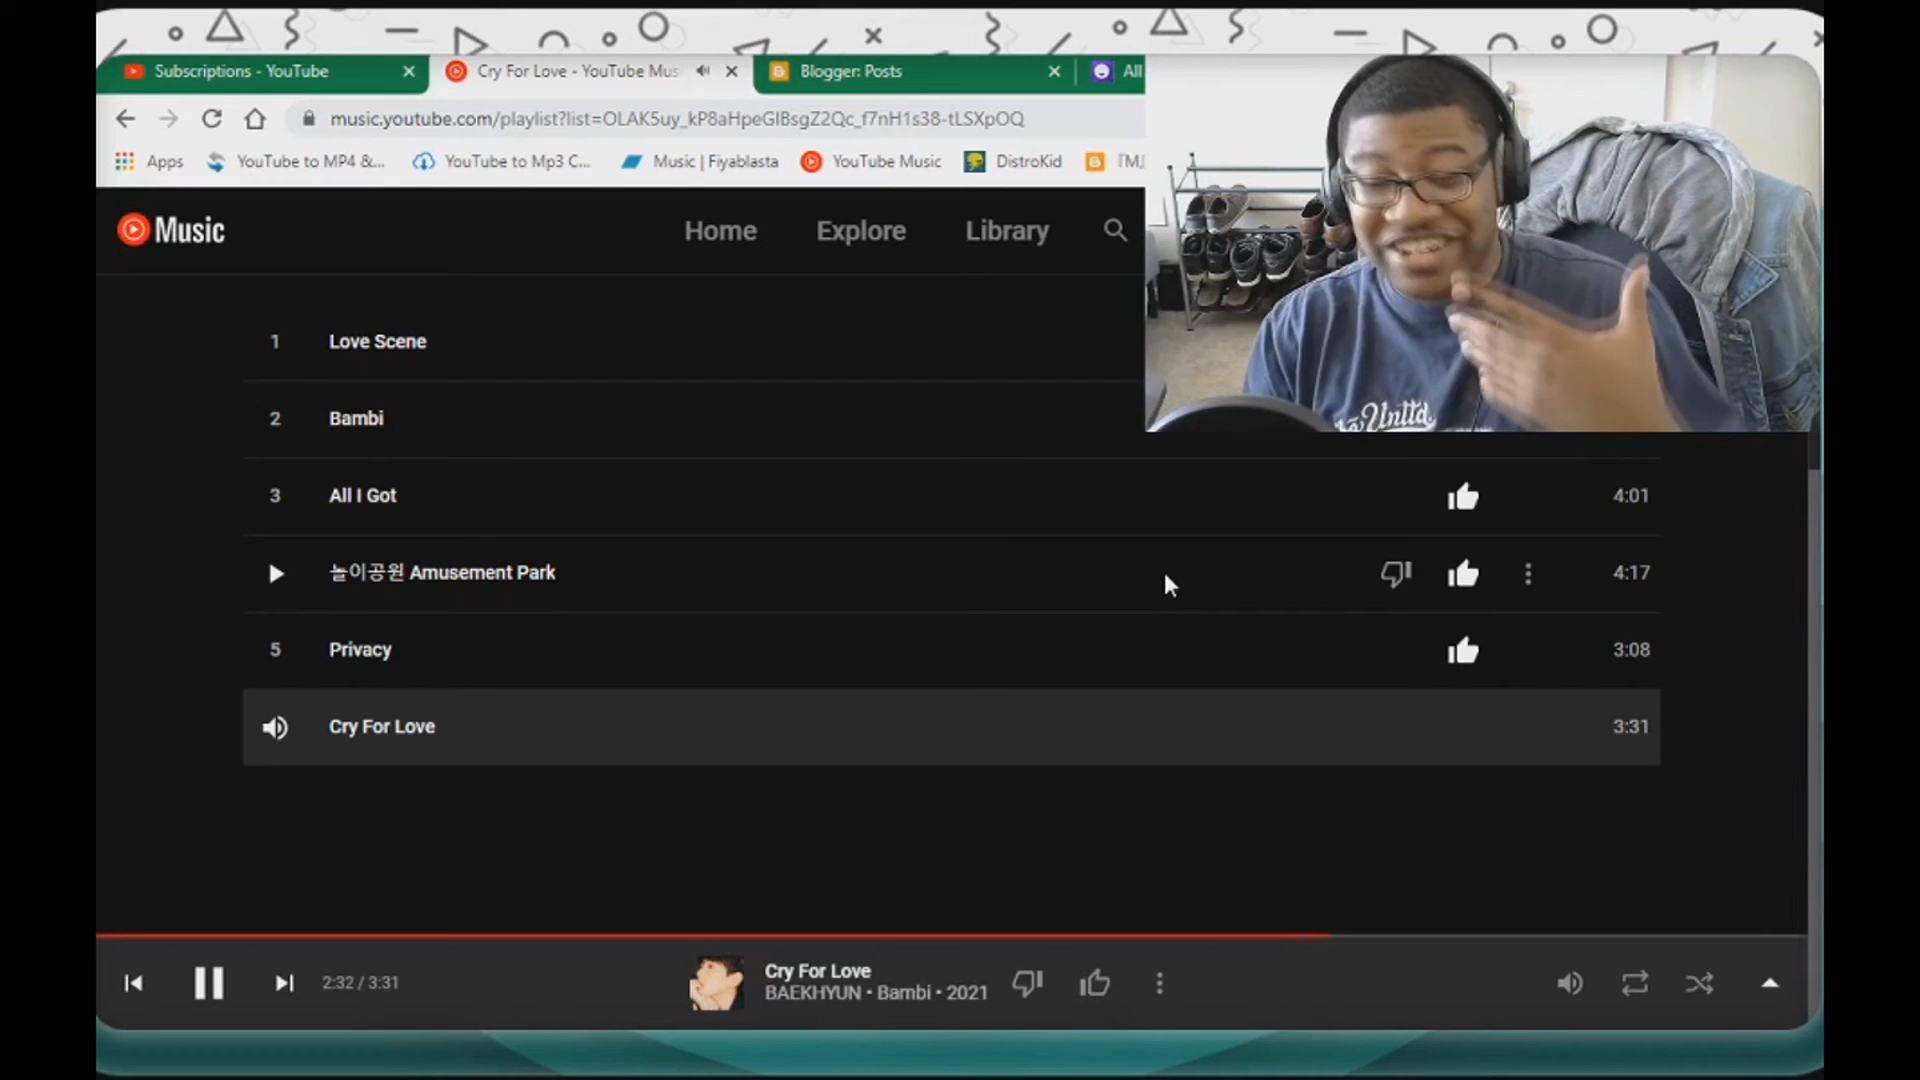 Subscriptions - YouTube
Cry For Love - YouTube Mus
Blogger: Posts
All
music.youtube.com/playlist?list=OLAK5uy_kP8aHpeGlBsgZ2Qc_f7nH1s38-tLSXpOQ
Apps
YouTube to MP4 &...
YouTube to Mp3 C...
Music | Fiyablasta
YouTube Music
DistroKid
Music
Home
Explore
Library
1 Love Scene
2 Bambi
3 All I Got 4:01
놀이공원 Amusement Park 4:17
5 Privacy 3:08
Cry For Love 3:31
Unltd.
2:32 / 3:31
Cry For Love
BAEKHYUN • Bambi • 2021